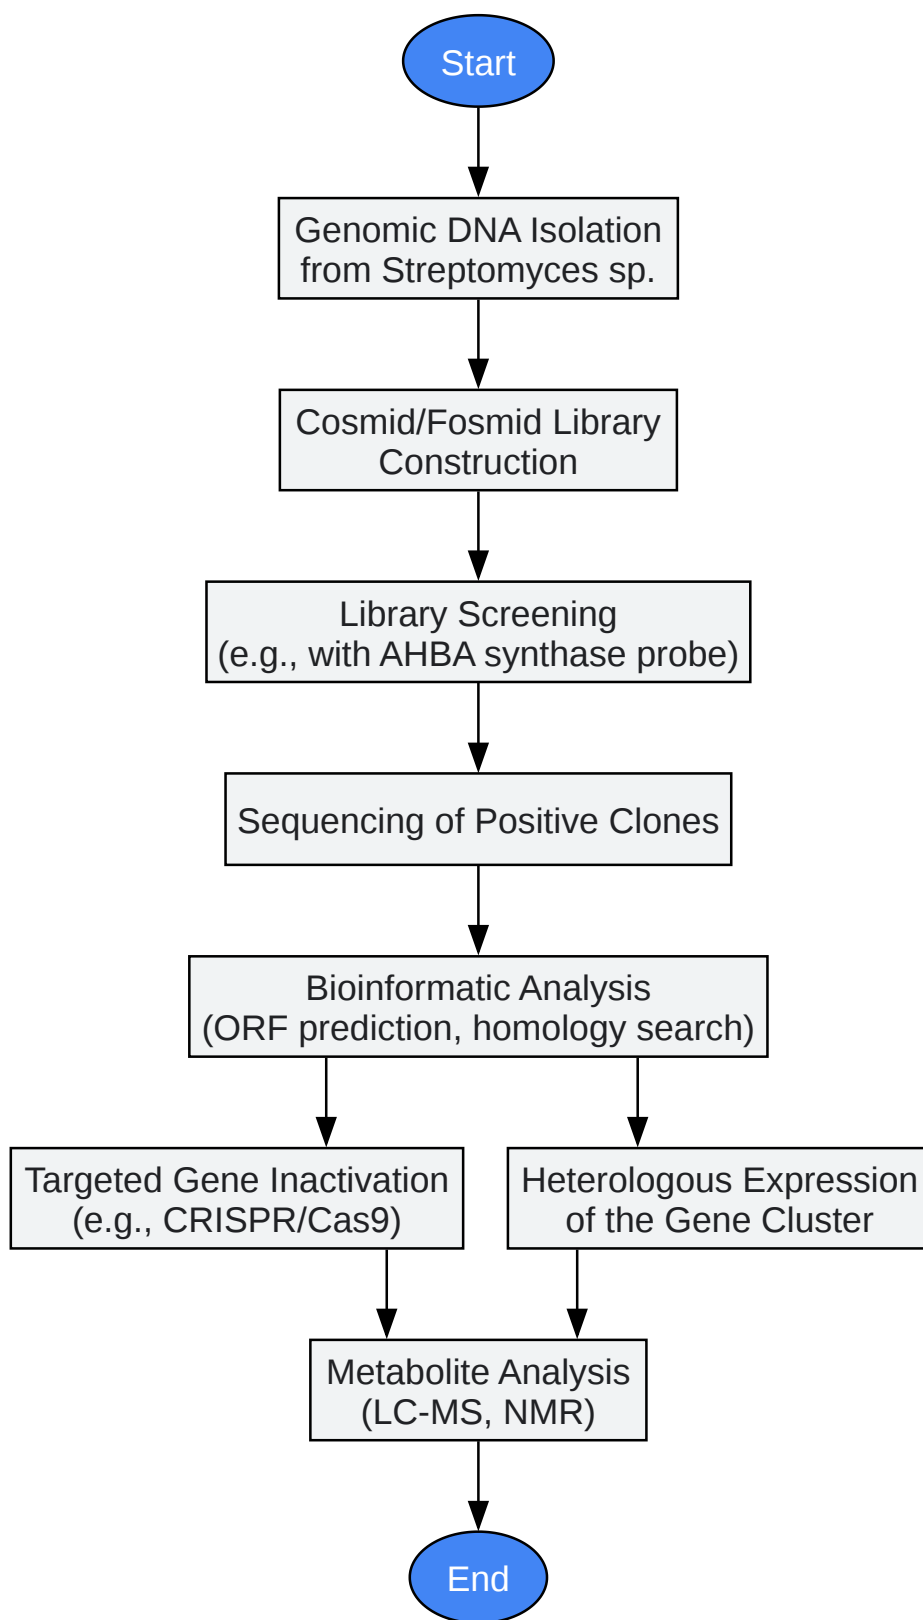 Start
Genomic DNA Isolation
from Streptomyces sp.
Cosmid/Fosmid Library
Construction
Library Screening
(e.g., with AHBA synthase probe)
Sequencing of Positive Clones
Bioinformatic Analysis
(ORF prediction, homology search)
Targeted Gene Inactivation
(e.g., CRISPR/Cas9)
Heterologous Expression
of the Gene Cluster
Metabolite Analysis
(LC-MS, NMR)
End